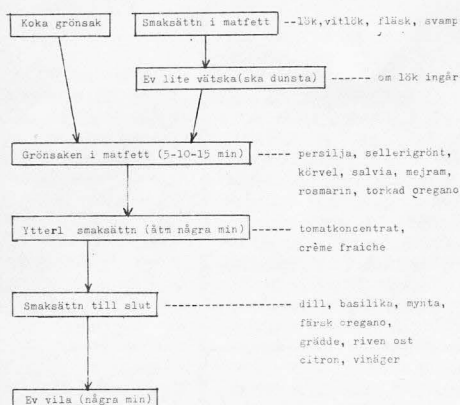 Koka grönsak
Smaksättn i matfett -- lök,vitlök, fläsk, svamp
Ev lite vätska(ska dunsta) ----- om lök ingår
Grönsaken i matfett (5-10-15 min) ---- persilja, sellerigrönt,
körvel, salvia, mejram,
rosmarin, torkad oregano
Ytterl smaksättn (åtm några min) ----- tomatkoncentrat,
crème fraiche
Smaksättn till slut -------------- dill, basilika, mynta,
färsk oregano,
grädde, riven ost
citron, vinäger
Ev vila (några min)